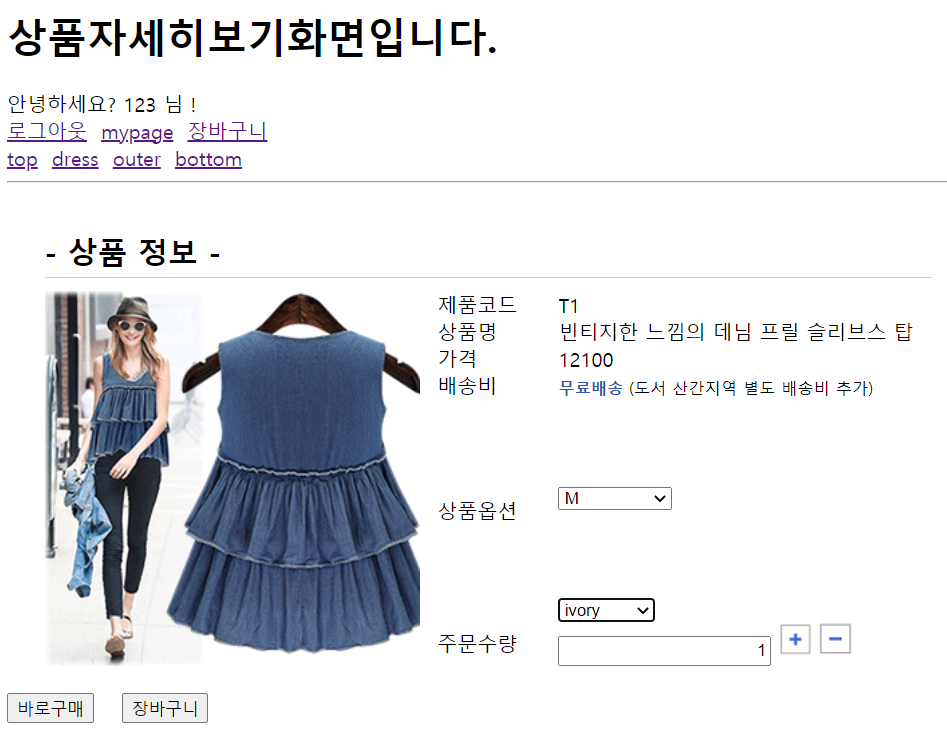 상품자세히보기화면입니다.
안녕하세요? 123 님 !
로그아웃 mypage 장바구니
top dress outer bottom
- 상품 정보 -
제품코드 T1
상품명 빈티지한 느낌의 데님 프릴 슬리브스 탑
가격 12100
배송비 무료배송 (도서 산간지역 별도 배송비 추가)
상품옵션 M
ivory
주문수량 1 + −
바로구매 장바구니